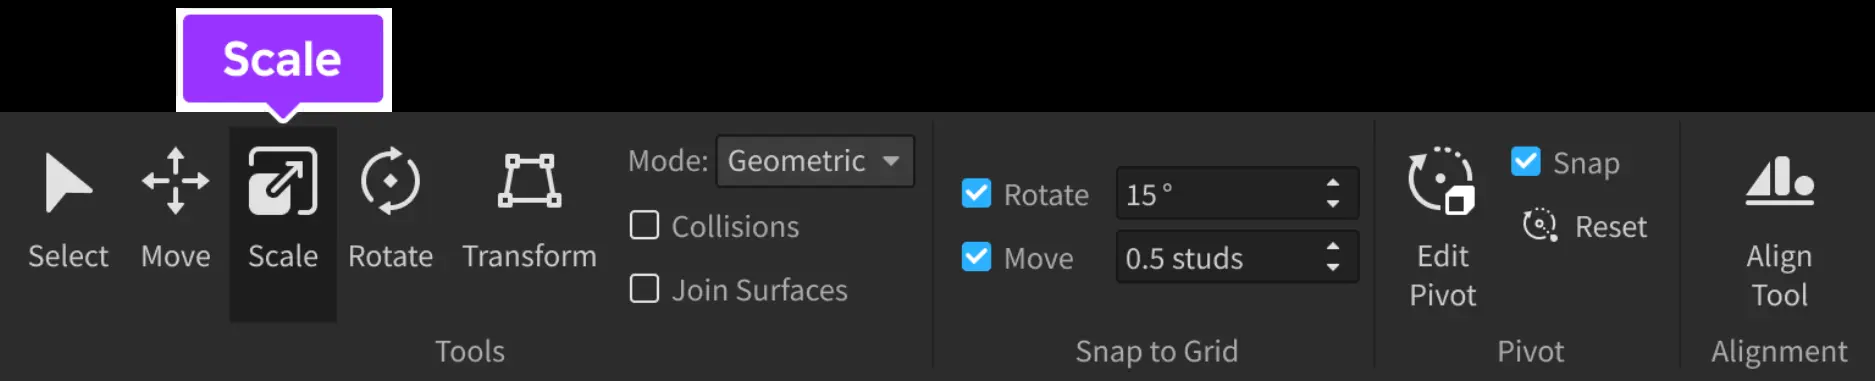 Scale
Select
Move
Scale
Rotate
Transform
Mode: Geometric
Collisions
Join Surfaces
Tools
Rotate 15°
Move 0.5 studs
Snap to Grid
Edit
Pivot
Snap
Reset
Pivot
Align
Tool
Alignment